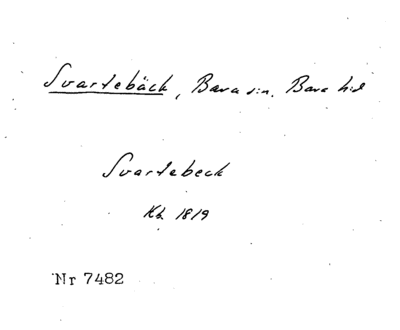 Svartebäck, Bara sn. Bara hd
Svartebeck
Kb. 1819
Nr 7482